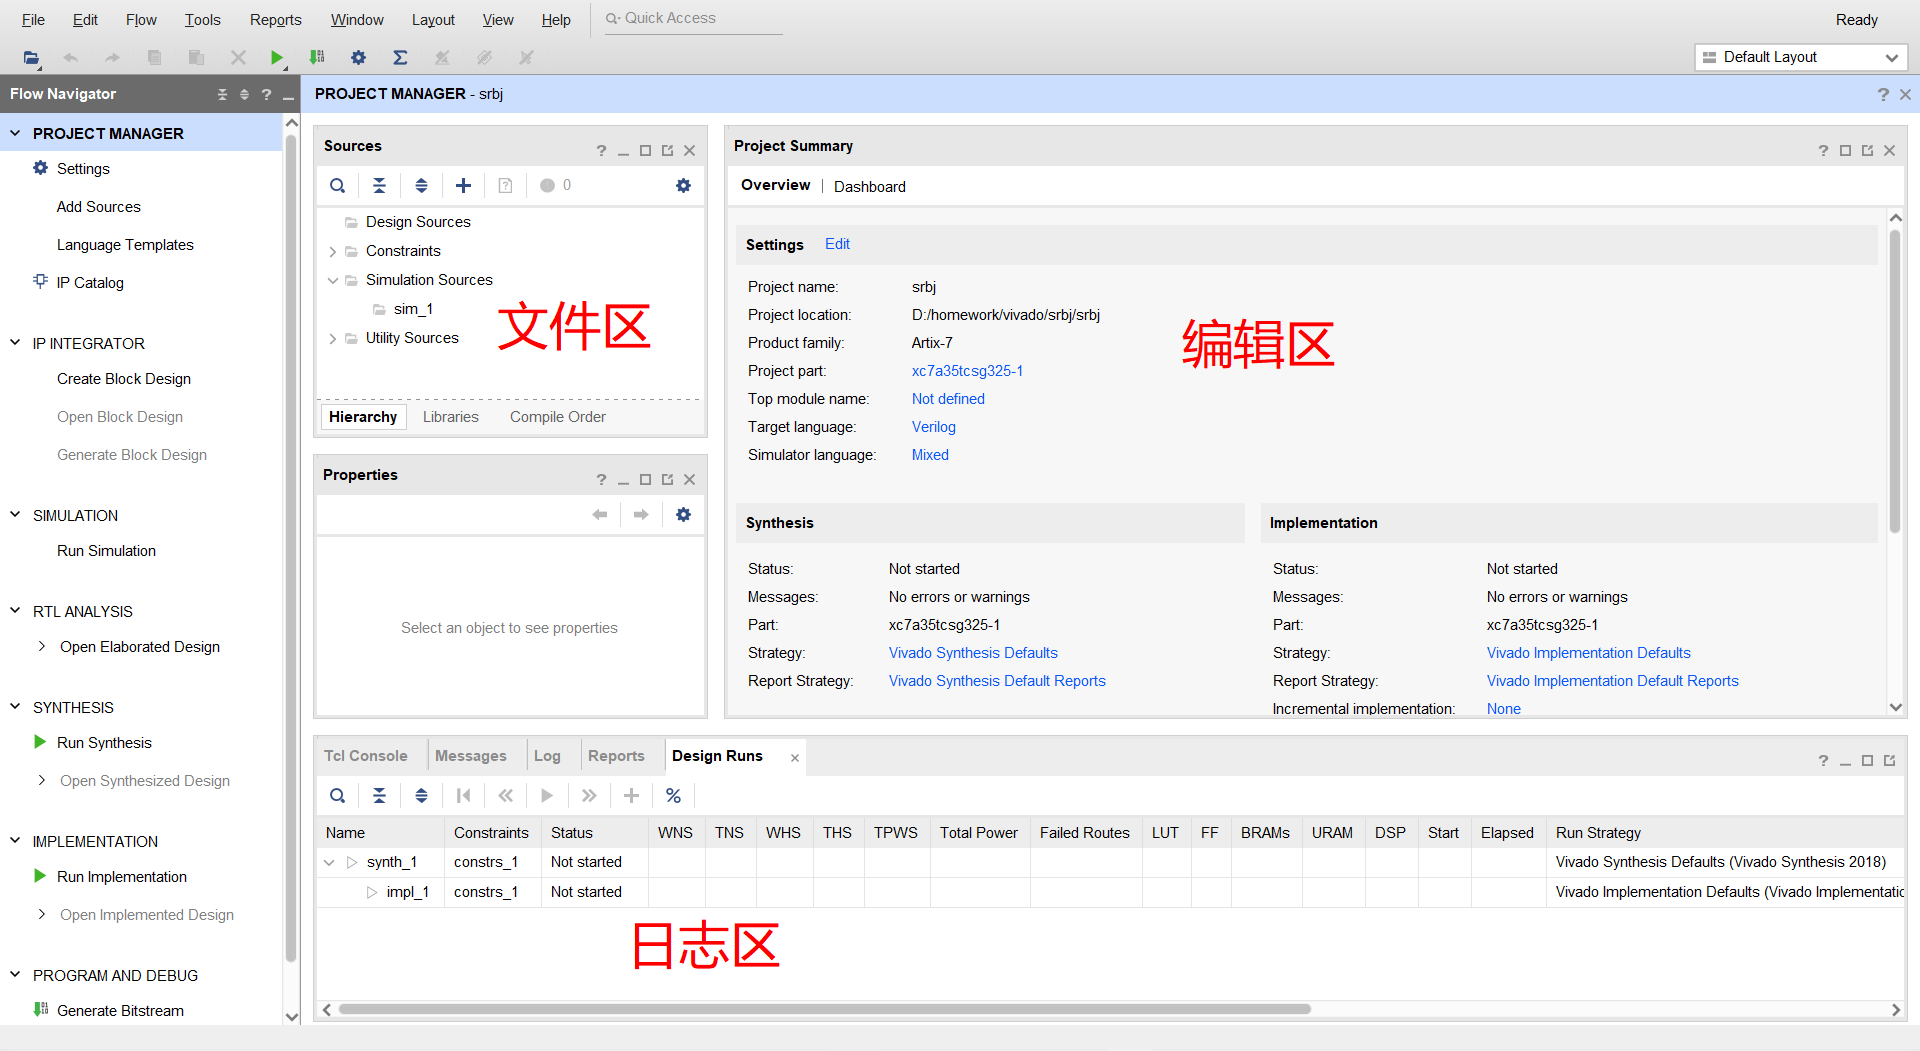 File Edit Flow Tools Reports Window Layout View Help Quick Access Ready
Default Layout
Flow Navigator
PROJECT MANAGER
Settings
Add Sources
Language Templates
IP Catalog
IP INTEGRATOR
Create Block Design
Open Block Design
Generate Block Design
SIMULATION
Run Simulation
RTL ANALYSIS
Open Elaborated Design
SYNTHESIS
Run Synthesis
Open Synthesized Design
IMPLEMENTATION
Run Implementation
Open Implemented Design
PROGRAM AND DEBUG
Generate Bitstream
PROJECT MANAGER - srbj
Sources
0
Design Sources
Constraints
Simulation Sources
sim_1
Utility Sources
文件区
Hierarchy Libraries Compile Order
Properties
Select an object to see properties
Project Summary
Overview | Dashboard
Settings Edit
Project name: srbj
Project location: D:/homework/vivado/srbj/srbj
Product family: Artix-7
Project part: xc7a35tcsg325-1
Top module name: Not defined
Target language: Verilog
Simulator language: Mixed
编辑区
Synthesis
Status: Not started
Messages: No errors or warnings
Part: xc7a35tcsg325-1
Strategy: Vivado Synthesis Defaults
Report Strategy: Vivado Synthesis Default Reports
Implementation
Status: Not started
Messages: No errors or warnings
Part: xc7a35tcsg325-1
Strategy: Vivado Implementation Defaults
Report Strategy: Vivado Implementation Default Reports
Incremental implementation: None
Tcl Console Messages Log Reports Design Runs
Name Constraints Status WNS TNS WHS THS TPWS Total Power Failed Routes LUT FF BRAMs URAM DSP Start Elapsed Run Strategy
synth_1 constrs_1 Not started Vivado Synthesis Defaults (Vivado Synthesis 2018)
impl_1 constrs_1 Not started Vivado Implementation Defaults (Vivado Implementatic
日志区